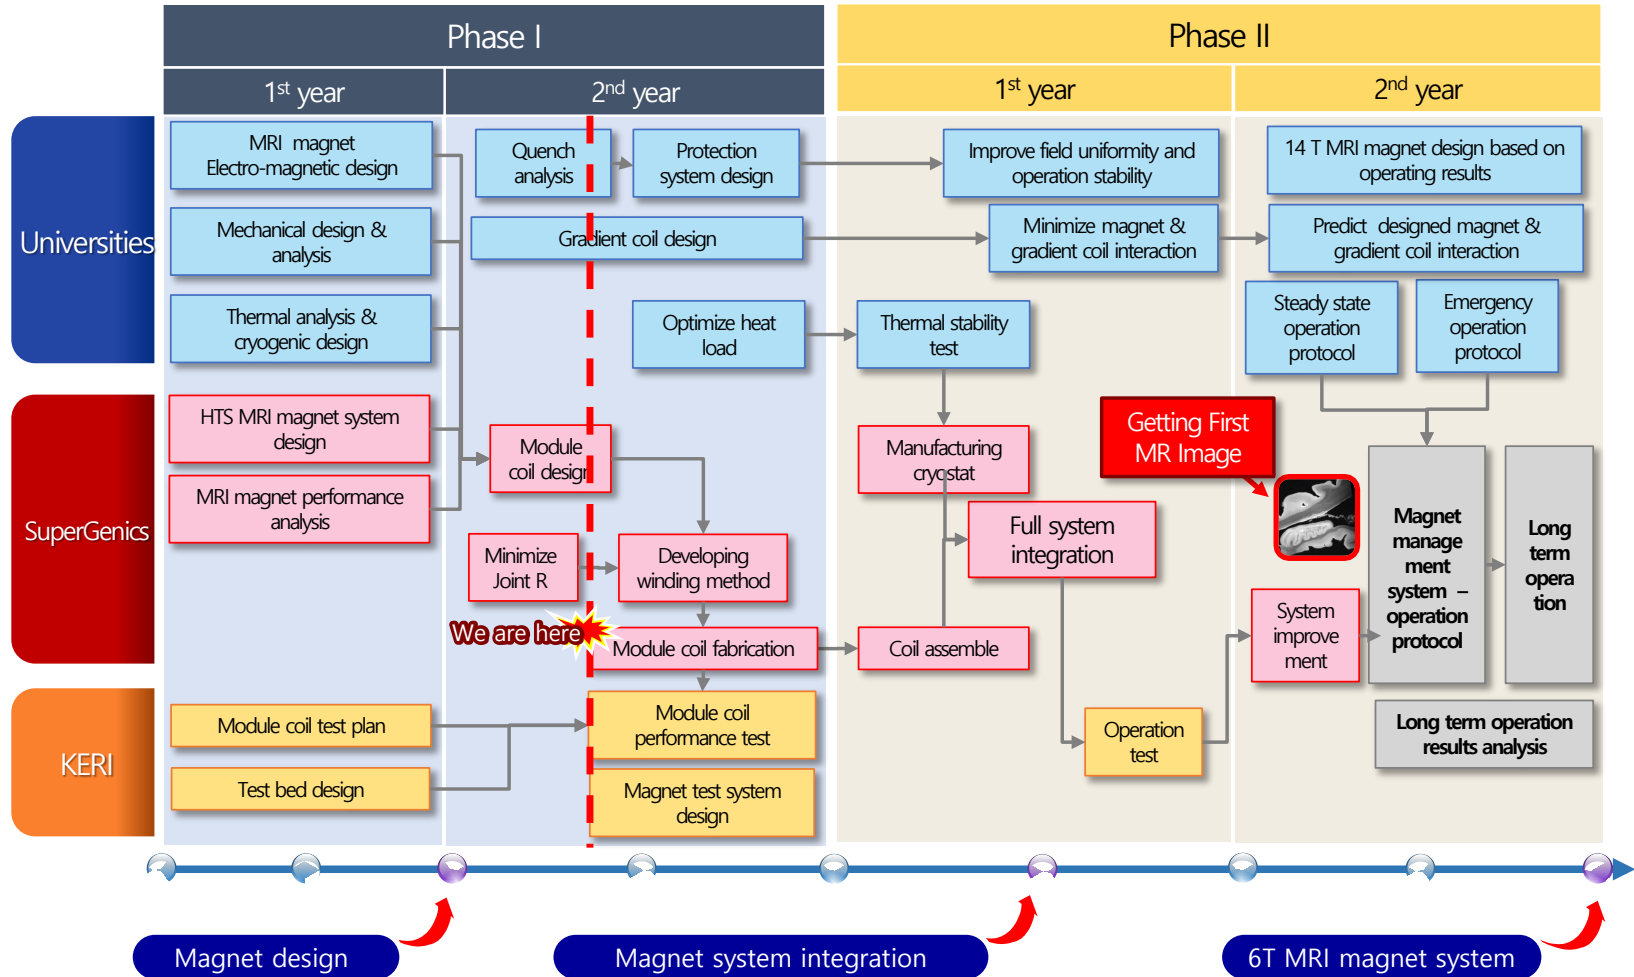 Phase I
Phase II
1st year
2nd year
1st year
2nd year
Universities
MRI magnet
Electro-magnetic design
Mechanical design &
analysis
Thermal analysis &
cryogenic design
Quench
analysis
Protection
system design
Gradient coil design
Optimize heat
load
Improve field uniformity and
operation stability
Minimize magnet &
gradient coil interaction
Thermal stability
test
14 T MRI magnet design based on
operating results
Predict designed magnet &
gradient coil interaction
Steady state
operation
protocol
Emergency
operation
protocol
SuperGenics
HTS MRI magnet system
design
MRI magnet performance
analysis
Module
coil design
Minimize
Joint R
Developing
winding method
We are here
Module coil fabrication
Manufacturing
cryostat
Full system
integration
Coil assemble
Getting First
MR Image
System
improve
ment
Magnet
manage
ment
system –
operation
protocol
Long
term
opera
tion
KERI
Module coil test plan
Test bed design
Module coil
performance test
Magnet test system
design
Operation
test
Long term operation
results analysis
Magnet design
Magnet system integration
6T MRI magnet system